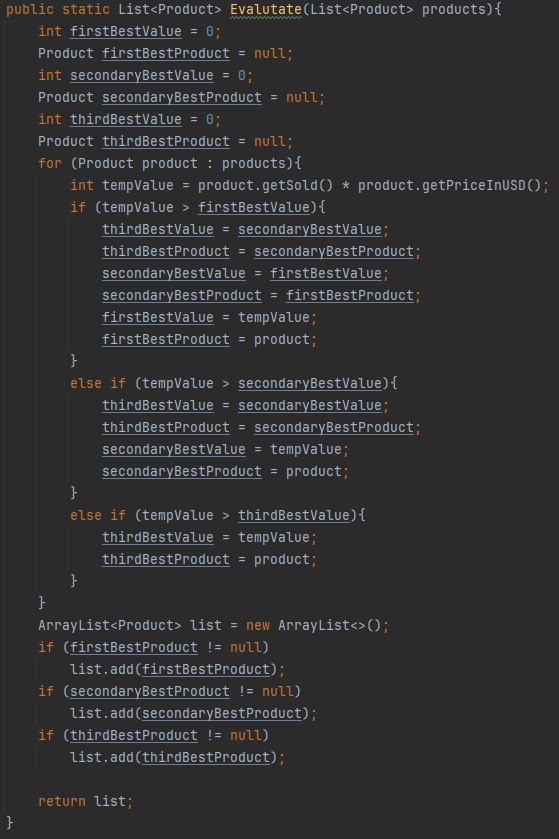 public static List<Product> Evalutate(List<Product> products){
    int firstBestValue = 0;
    Product firstBestProduct = null;
    int secondaryBestValue = 0;
    Product secondaryBestProduct = null;
    int thirdBestValue = 0;
    Product thirdBestProduct = null;
    for (Product product : products){
        int tempValue = product.getSold() * product.getPriceInUSD();
        if (tempValue > firstBestValue){
            thirdBestValue = secondaryBestValue;
            thirdBestProduct = secondaryBestProduct;
            secondaryBestValue = firstBestValue;
            secondaryBestProduct = firstBestProduct;
            firstBestValue = tempValue;
            firstBestProduct = product;
        }
        else if (tempValue > secondaryBestValue){
            thirdBestValue = secondaryBestValue;
            thirdBestProduct = secondaryBestProduct;
            secondaryBestValue = tempValue;
            secondaryBestProduct = product;
        }
        else if (tempValue > thirdBestValue){
            thirdBestValue = tempValue;
            thirdBestProduct = product;
        }
    }
    ArrayList<Product> list = new ArrayList<>();
    if (firstBestProduct != null)
        list.add(firstBestProduct);
    if (secondaryBestProduct != null)
        list.add(secondaryBestProduct);
    if (thirdBestProduct != null)
        list.add(thirdBestProduct);

    return list;
}